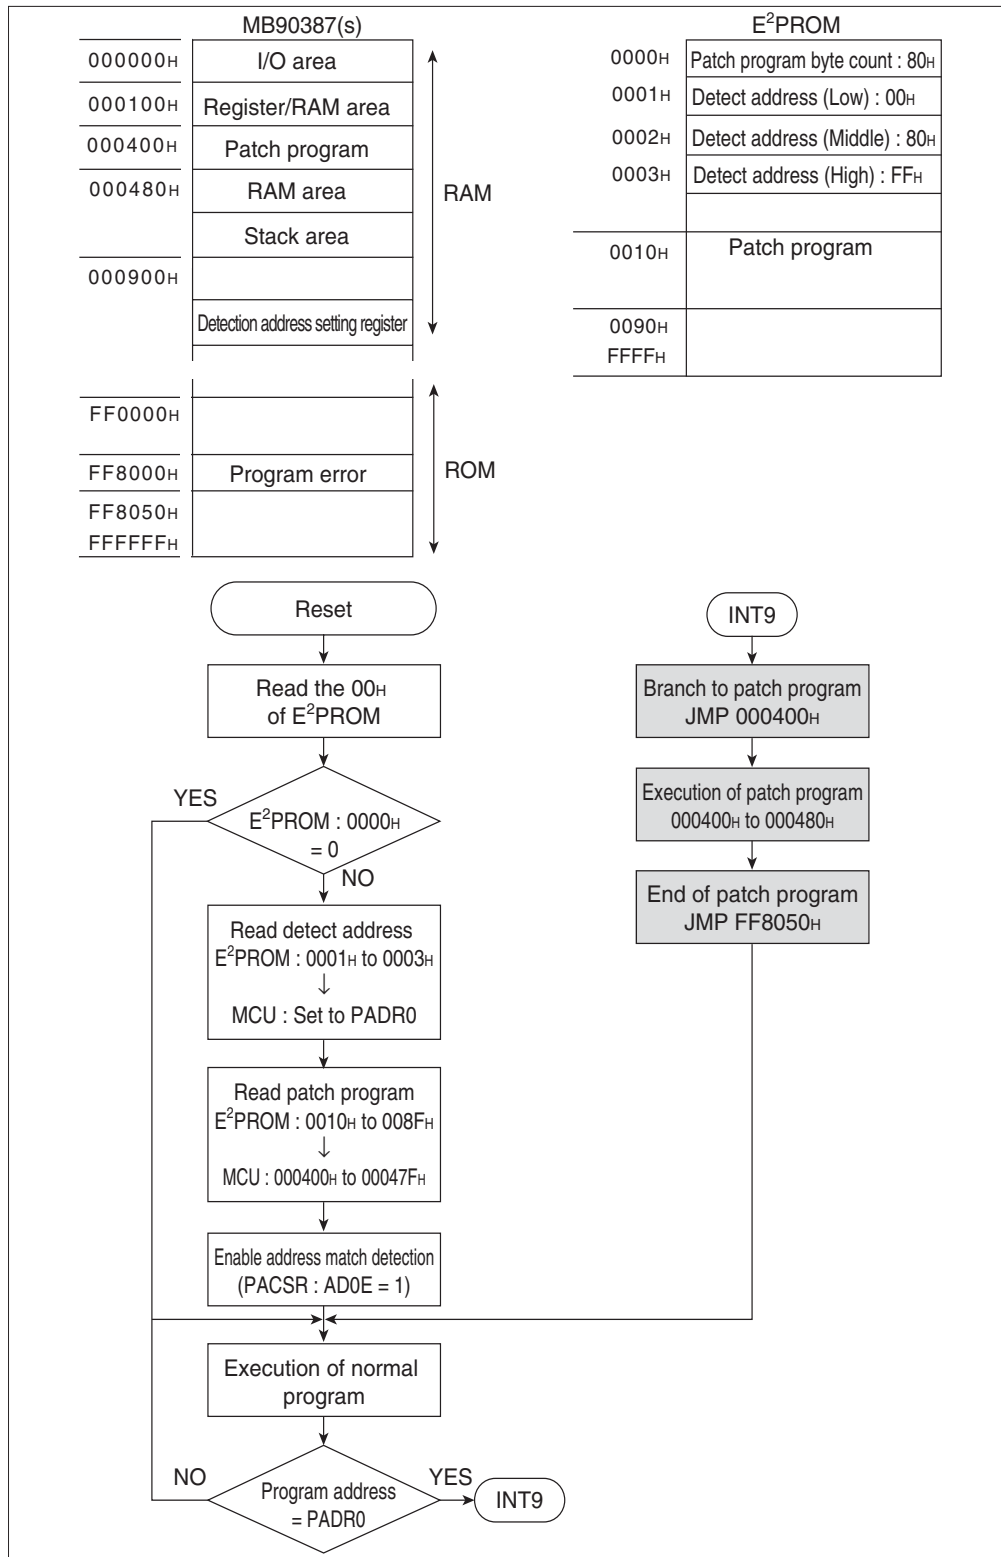 MB90387(s)
000000H
I/O area
000100H
Register/RAM area
000400H
Patch program
000480H
RAM area
Stack area
000900H
Detection address setting register
RAM
FF0000H
FF8000H
Program error
FF8050H
FFFFFFH
ROM
E²PROM
0000H
Patch program byte count : 80H
0001H
Detect address (Low) : 00H
0002H
Detect address (Middle) : 80H
0003H
Detect address (High) : FFH
0010H
Patch program
0090H
FFFFH
Reset
Read the 00H
of E²PROM
YES
E²PROM : 0000H
= 0
NO
Read detect address
E²PROM : 0001H to 0003H
↓
MCU : Set to PADR0
Read patch program
E²PROM : 0010H to 008FH
↓
MCU : 000400H to 00047FH
Enable address match detection
(PACSR : AD0E = 1)
Execution of normal
program
NO
Program address
= PADR0
YES
INT9
INT9
Branch to patch program
JMP 000400H
Execution of patch program
000400H to 000480H
End of patch program
JMP FF8050H